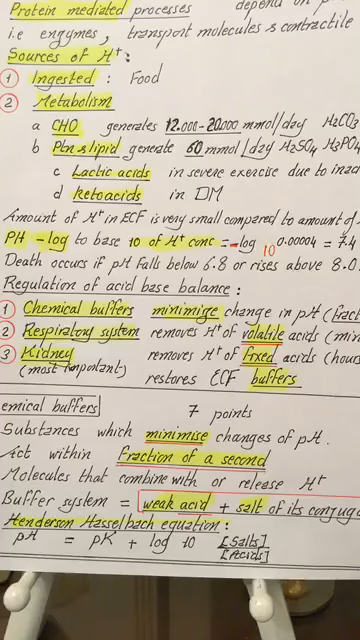 Protein mediated processes depend on p
i.e engymes, transport molecules & contractile
Sources of H⁺:
① Ingested : Food
② Metabolism
a CHO generates 12.000-20.000 mmol/day H2CO3
b Ptn & lipid generate 60 mmol/day H2SO4 H3PO4
c Lactic acids in severe exercise due to ina
d ketoacids in DM
Amount of H⁺ in ECF is very small compared to amount of
PH -log to base 10 of H⁺ conc = -log 10 0.00004 = 7.4
Death occurs if pH falls below 6.8 or rises above 8.0
Regulation of acid base balance:
① Chemical buffers minimize change in pH (fract
② Respiratory system removes H⁺ of volatile acids (min
③ Kidney removes H⁺ of fixed acids (hours
(most important) restores ECF buffers
emical buffers 7 points
Substances which minimise changes of pH.
Act within fraction of a second
Molecules that combine with or release H⁺
Buffer system = weak acid + salt of its conjuga
Henderson Hasselbach equation:
pH = pK + log 10 [Salts]
[Acids]